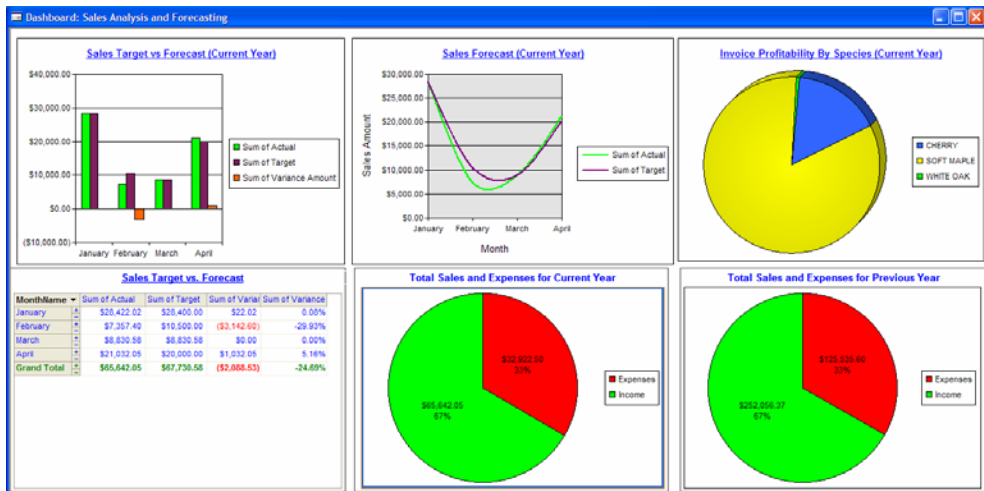 Dashboard: Sales Analysis and Forecasting
Sales Target vs Forecast (Current Year)
$40,000.00
$30,000.00
$20,000.00
$10,000.00
$0.00
($10,000.00)
January February March April
Sum of Actual
Sum of Target
Sum of Variance Amount
Sales Forecast (Current Year)
Sales Amount
$30,000.00
$25,000.00
$20,000.00
$15,000.00
$10,000.00
$5,000.00
$0.00
January February March April
Month
Sum of Actual
Sum of Target
Invoice Profitability By Species (Current Year)
CHERRY
SOFT MAPLE
WHITE OAK
Sales Target vs. Forecast
MonthName Sum of Actual Sum of Target Sum of Variar Sum of Variance
January $28,422.02 $28,400.00 $22.02 0.08%
February $7,357.40 $10,500.00 ($3,142.60) -29.93%
March $8,830.58 $8,830.58 $0.00 0.00%
April $21,032.05 $20,000.00 $1,032.05 5.16%
Grand Total $65,642.05 $67,730.58 ($2,088.53) -24.69%
Total Sales and Expenses for Current Year
$32,922.50
33%
$65,642.05
67%
Expenses
Income
Total Sales and Expenses for Previous Year
33%
$252,056.37
67%
Expenses
Income